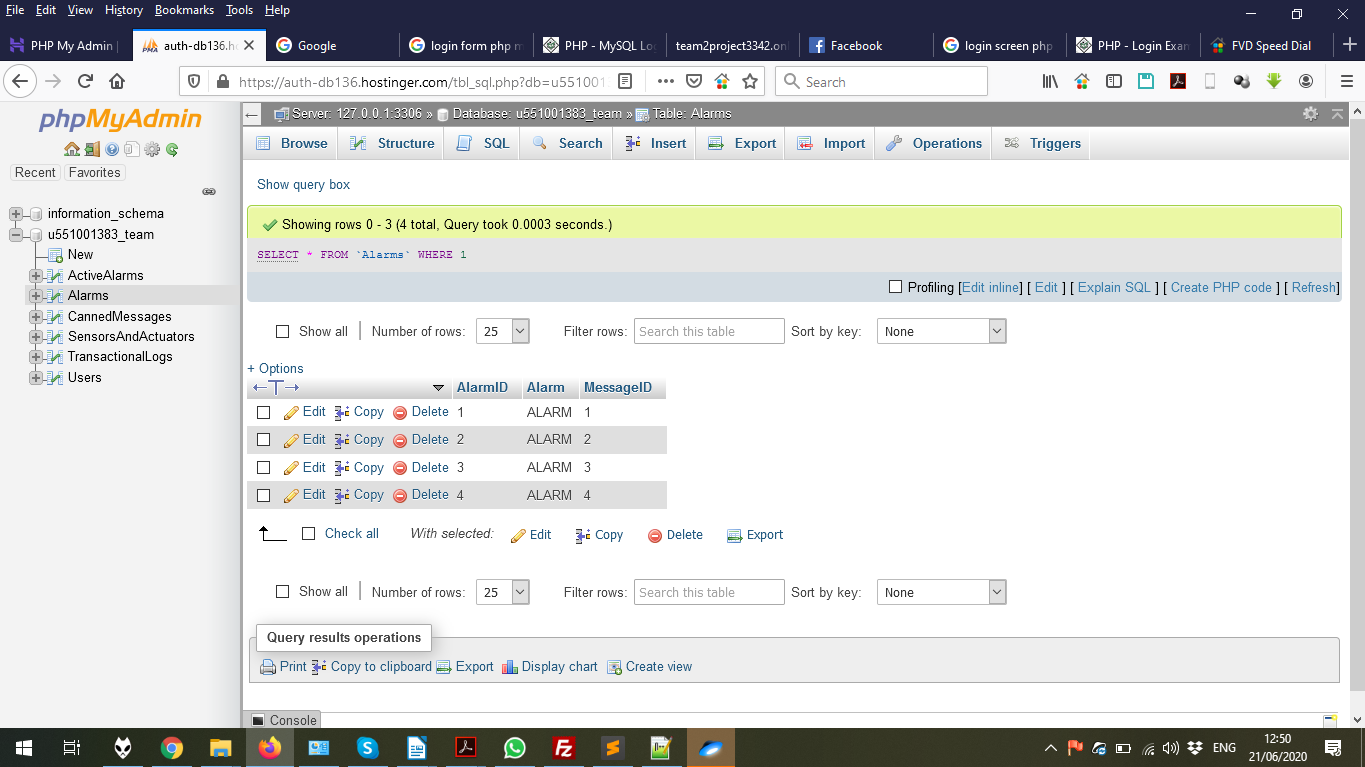 File Edit View History Bookmarks Tools Help
PHP My Admin | auth-db136.h Google login form php m PHP - MySQL Lo team2project3342.onl Facebook login screen php PHP - Login Exam FVD Speed Dial
https://auth-db136.hostinger.com/tbl_sql.php?db=u551001 Search
phpMyAdmin
Server: 127.0.0.1:3306 » Database: u551001383_team » Table: Alarms
Browse Structure SQL Search Insert Export Import Operations Triggers
Recent Favorites
information_schema
u551001383_team
New
ActiveAlarms
Alarms
CannedMessages
SensorsAndActuators
TransactionalLogs
Users
Show query box
Showing rows 0 - 3 (4 total, Query took 0.0003 seconds.)
SELECT * FROM `Alarms` WHERE 1
Profiling [Edit inline] [ Edit ] [ Explain SQL ] [ Create PHP code ] [ Refresh]
Show all | Number of rows: 25 Filter rows: Search this table Sort by key: None
+ Options
←T→ AlarmID Alarm MessageID
Edit Copy Delete 1 ALARM 1
Edit Copy Delete 2 ALARM 2
Edit Copy Delete 3 ALARM 3
Edit Copy Delete 4 ALARM 4
Check all With selected: Edit Copy Delete Export
Show all | Number of rows: 25 Filter rows: Search this table Sort by key: None
Query results operations
Print Copy to clipboard Export Display chart Create view
Console
ENG 12:50
21/06/2020